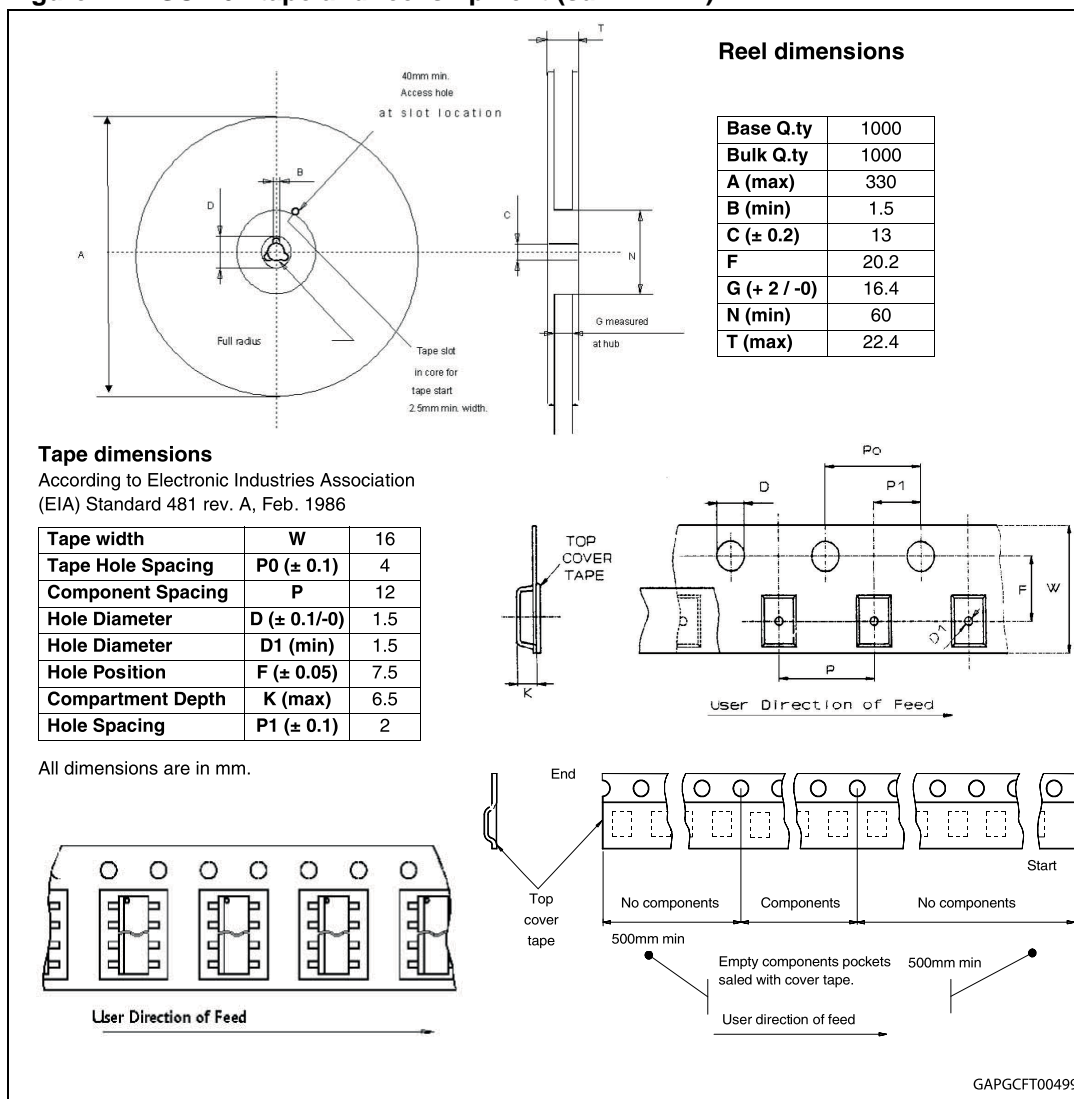 T
Reel dimensions
40mm min.
Access hole
at slot location
B
D
C
A
N
G measured
at hub
Full radius
Tape slot
in core for
tape start
2.5mm min. width.
Base Q.ty 1000
Bulk Q.ty 1000
A (max) 330
B (min) 1.5
C (± 0.2) 13
F 20.2
G (+ 2 / -0) 16.4
N (min) 60
T (max) 22.4
Tape dimensions
According to Electronic Industries Association
(EIA) Standard 481 rev. A, Feb. 1986
Tape width W 16
Tape Hole Spacing P0 (± 0.1) 4
Component Spacing P 12
Hole Diameter D (± 0.1/-0) 1.5
Hole Diameter D1 (min) 1.5
Hole Position F (± 0.05) 7.5
Compartment Depth K (max) 6.5
Hole Spacing P1 (± 0.1) 2
All dimensions are in mm.
Po
D
P1
TOP
COVER
TAPE
F
W
D1
P
K
User Direction of Feed
End
Start
Top
cover
tape
No components
Components
No components
500mm min
Empty components pockets
saled with cover tape.
500mm min
User direction of feed
User Direction of Feed
GAPGCFT00499